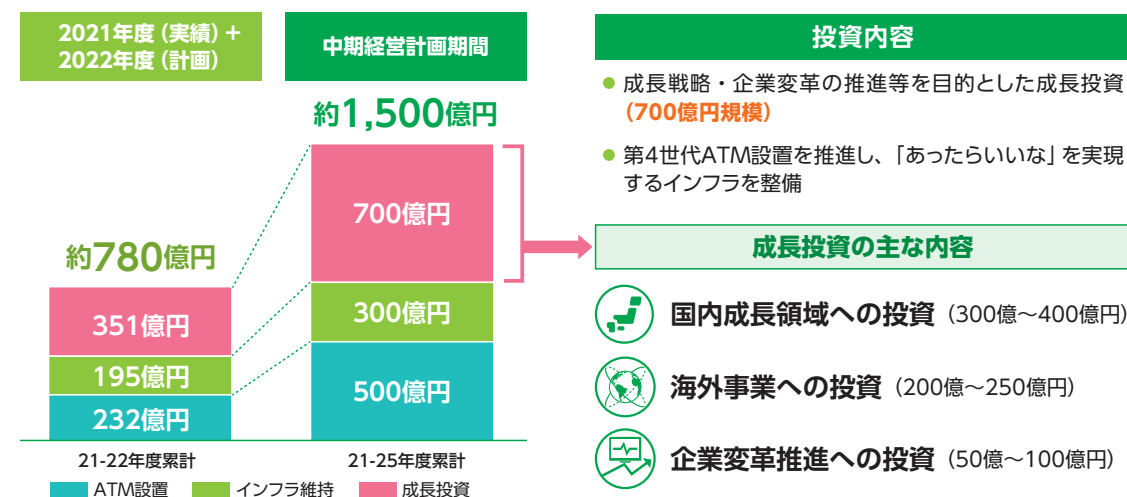 2021年度（実績）＋
2022年度（計画）
中期経営計画期間
約780億円
351億円
195億円
232億円
21-22年度累計
約1,500億円
700億円
300億円
500億円
21-25年度累計
ATM設置 インフラ維持 成長投資
投資内容
● 成長戦略・企業変革の推進等を目的とした成長投資
（700億円規模）
● 第4世代ATM設置を推進し、「あったらいいな」を実現
するインフラを整備
成長投資の主な内容
国内成長領域への投資（300億～400億円）
海外事業への投資（200億～250億円）
企業変革推進への投資（50億～100億円）